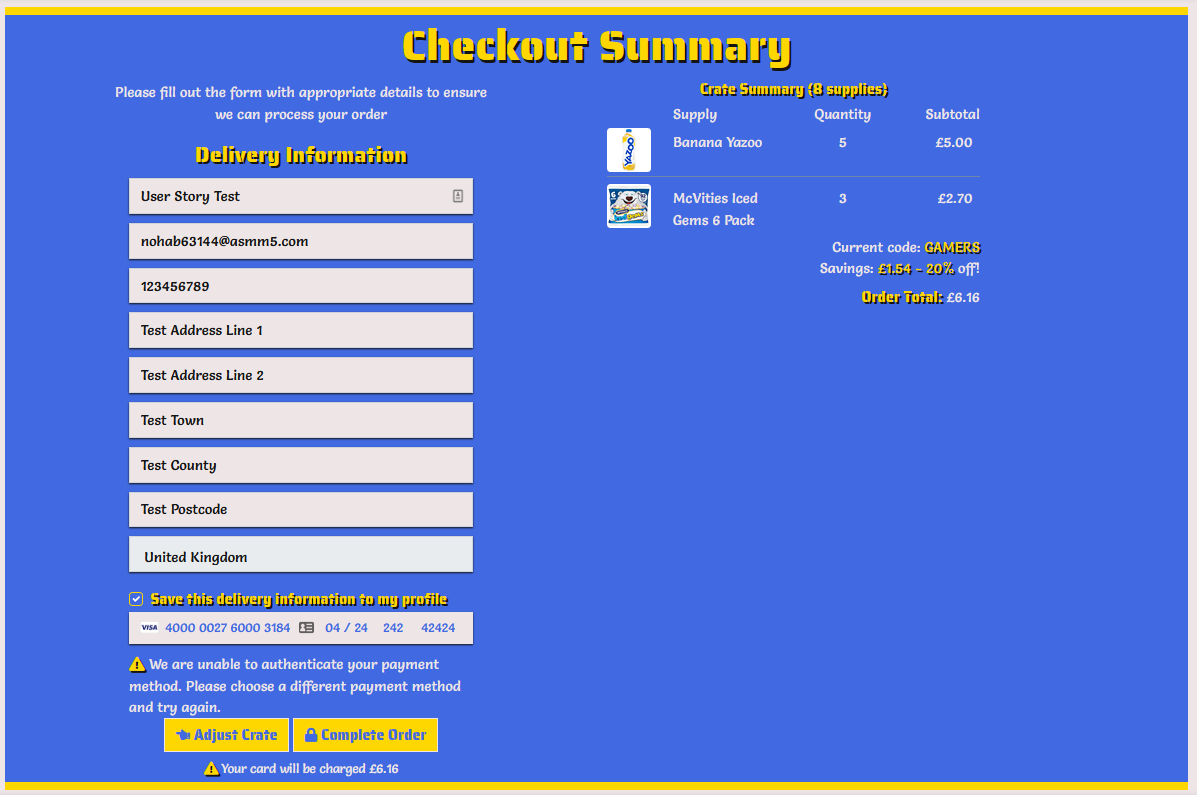 Checkout Summary
Please fill out the form with appropriate details to ensure
we can process your order
Delivery Information
User Story Test
nohab63144@asmm5.com
123456789
Test Address Line 1
Test Address Line 2
Test Town
Test County
Test Postcode
United Kingdom
Save this delivery information to my profile
VISA 4000 0027 6000 3184 04 / 24 242 42424
We are unable to authenticate your payment
method. Please choose a different payment method
and try again.
Adjust Crate Complete Order
Your card will be charged £6.16
Crate Summary (8 supplies)
Supply Quantity Subtotal
YAZOO
Banana Yazoo 5 £5.00
McVities Iced 3 £2.70
Gems 6 Pack
Current code: GAMERS
Savings: £1.54 - 20% off!
Order Total: £6.16